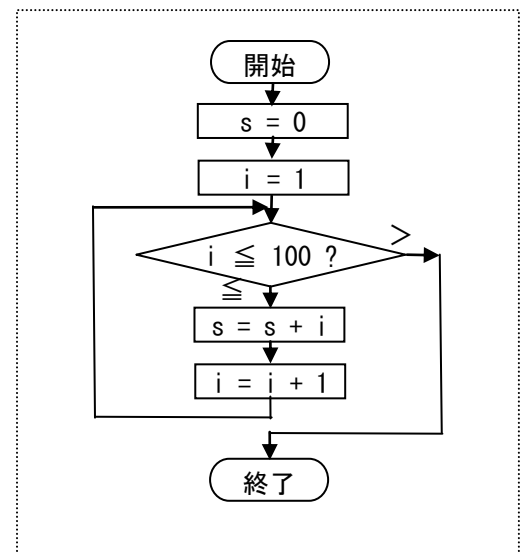 開始
s = 0
i = 1
i ≦ 100 ?
>
≦
s = s + i
i = i + 1
終了